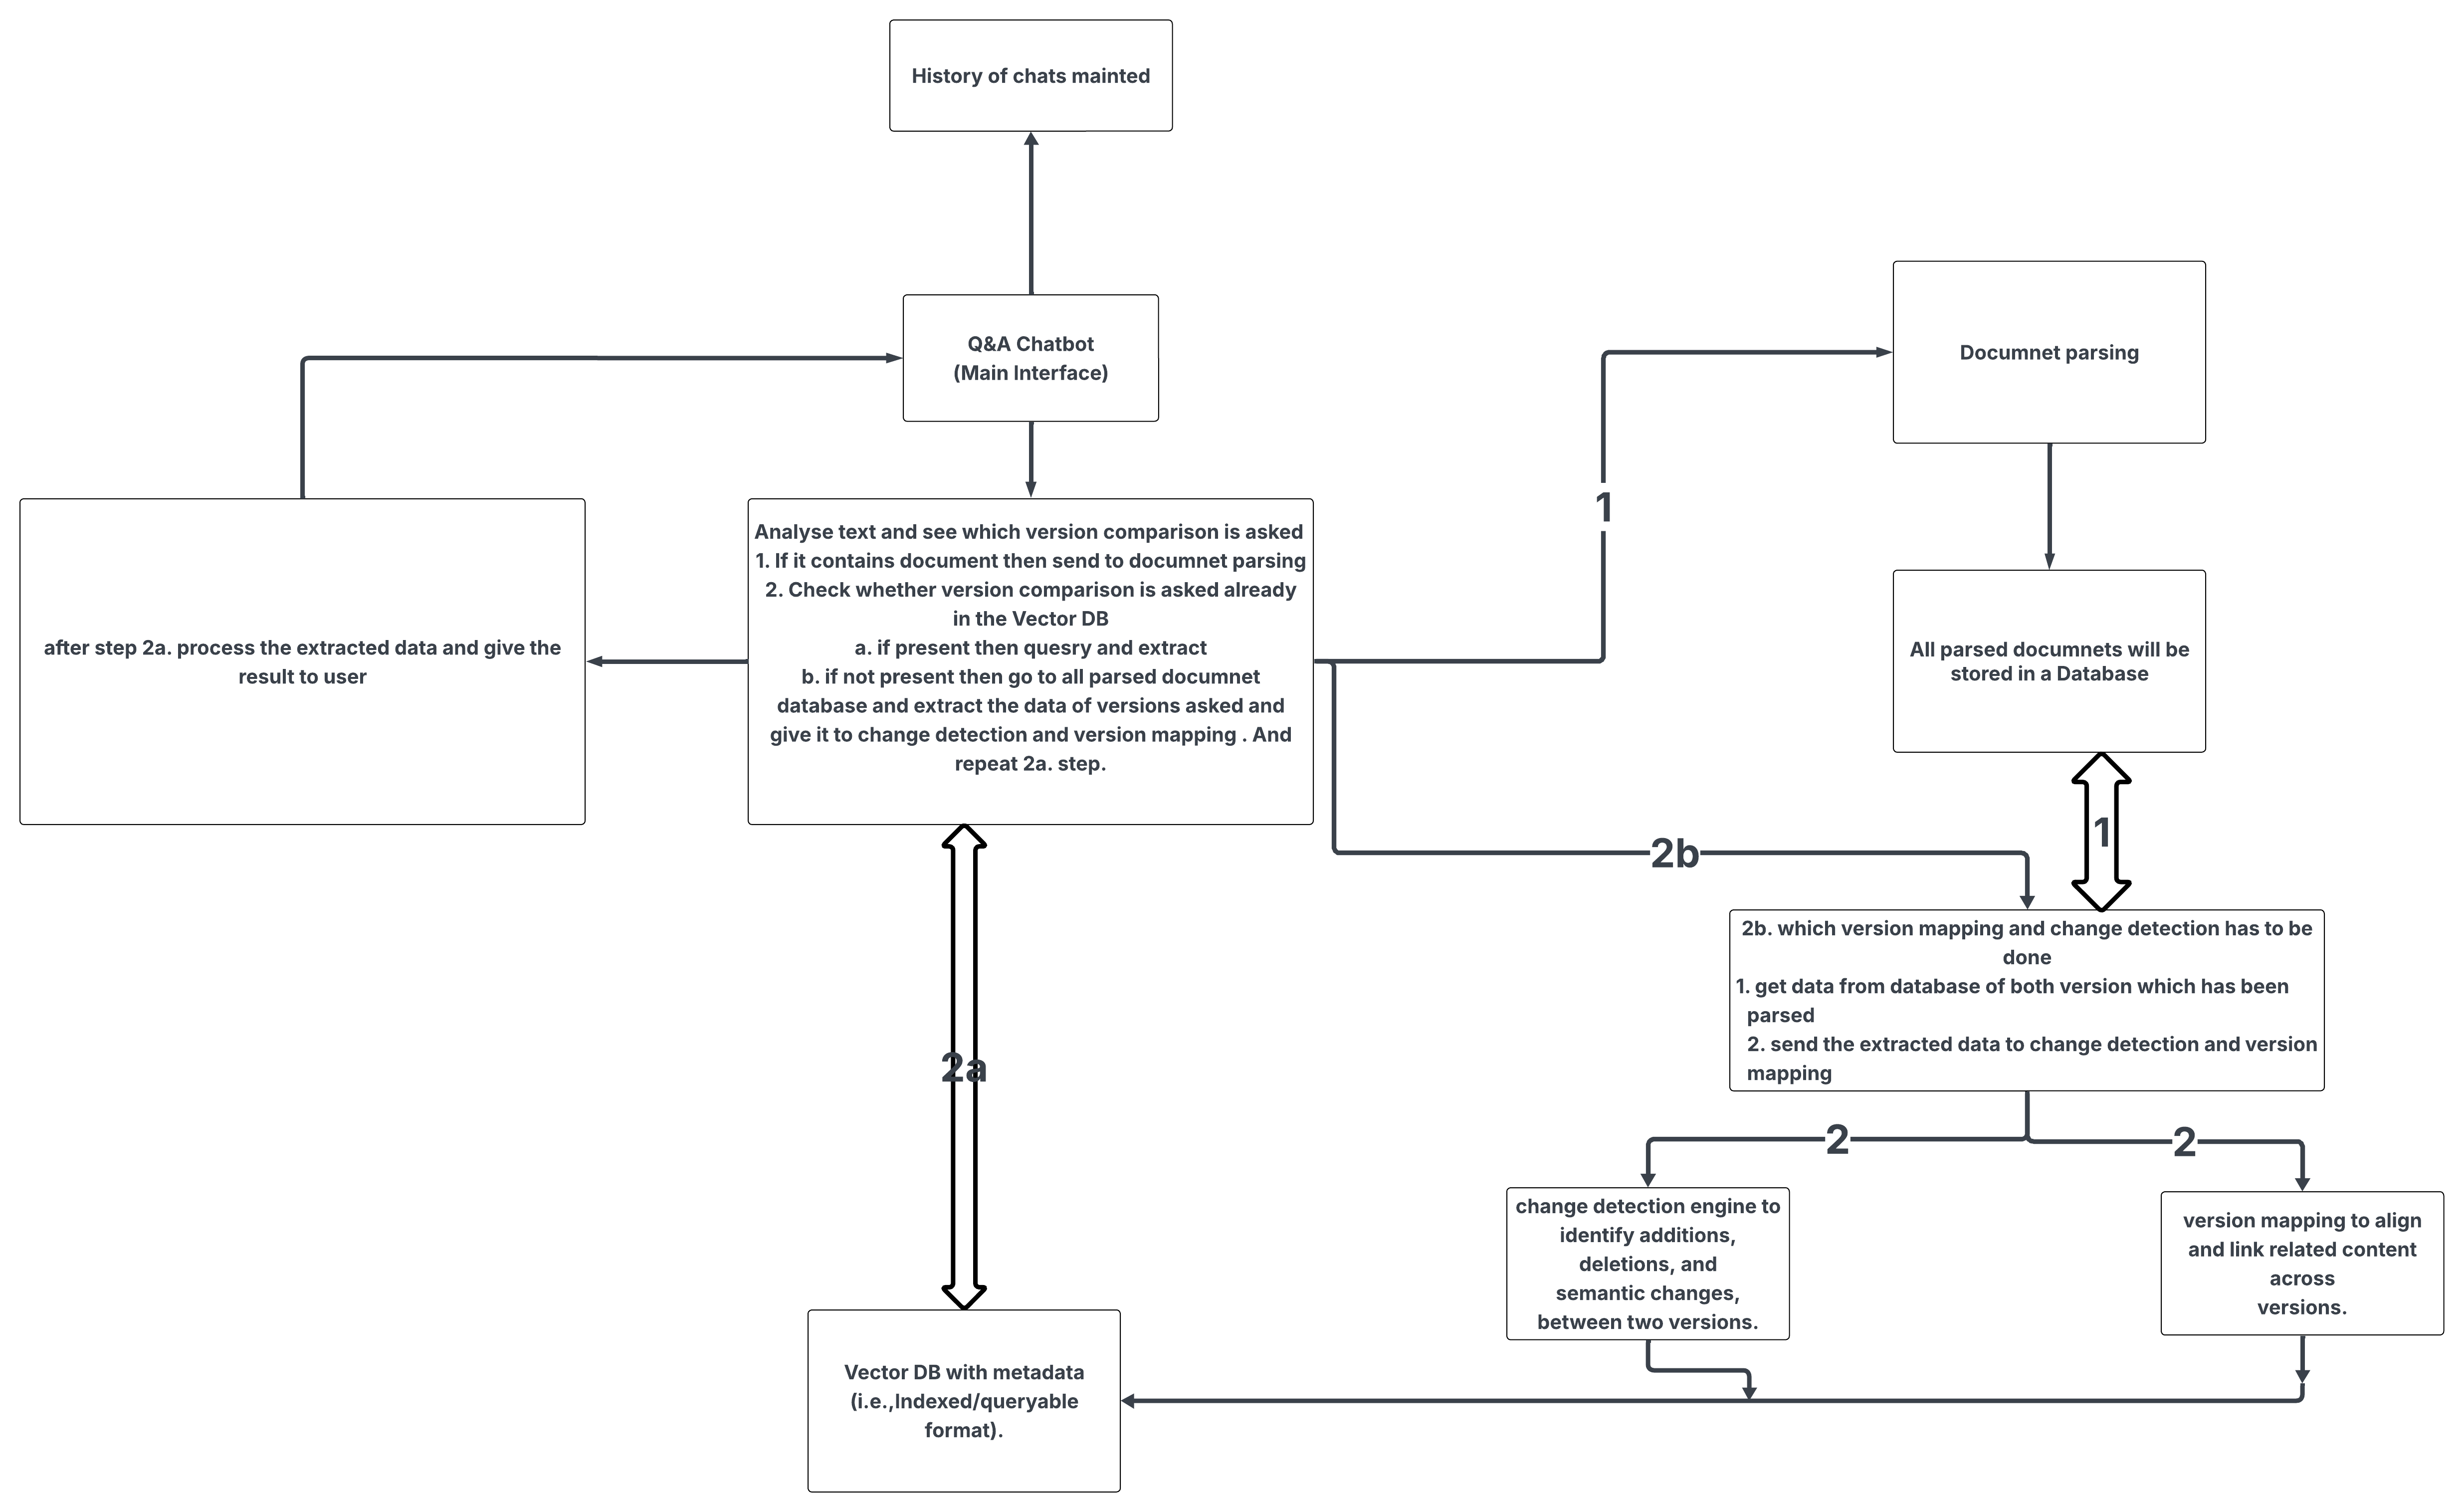 History of chats mainted
Q&A Chatbot
(Main Interface)
Documnet parsing
1
Analyse text and see which version comparison is asked
1. If it contains document then send to documnet parsing
2. Check whether version comparison is asked already
in the Vector DB
a. if present then quesry and extract
b. if not present then go to all parsed documnet
database and extract the data of versions asked and
give it to change detection and version mapping . And
repeat 2a. step.
after step 2a. process the extracted data and give the
result to user
All parsed documnets will be
stored in a Database
1
2b
2b. which version mapping and change detection has to be
done
1. get data from database of both version which has been
parsed
2. send the extracted data to change detection and version
mapping
2a
2
2
change detection engine to
identify additions,
deletions, and
semantic changes,
between two versions.
version mapping to align
and link related content
across
versions.
Vector DB with metadata
(i.e.,Indexed/queryable
format).